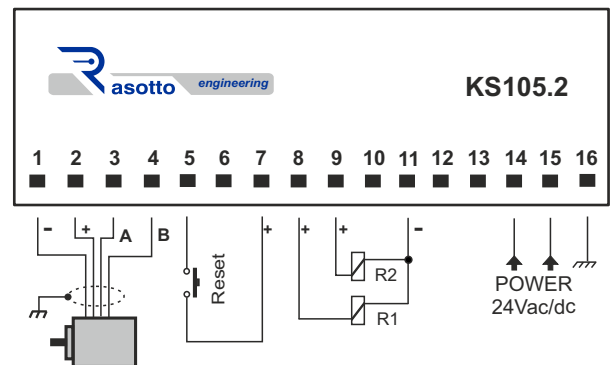 Rasotto engineering
KS105.2
1 2 3 4 5 6 7 8 9 10 11 12 13 14 15 16
- + A B + + + -
Reset
R2
R1
POWER
24Vac/dc